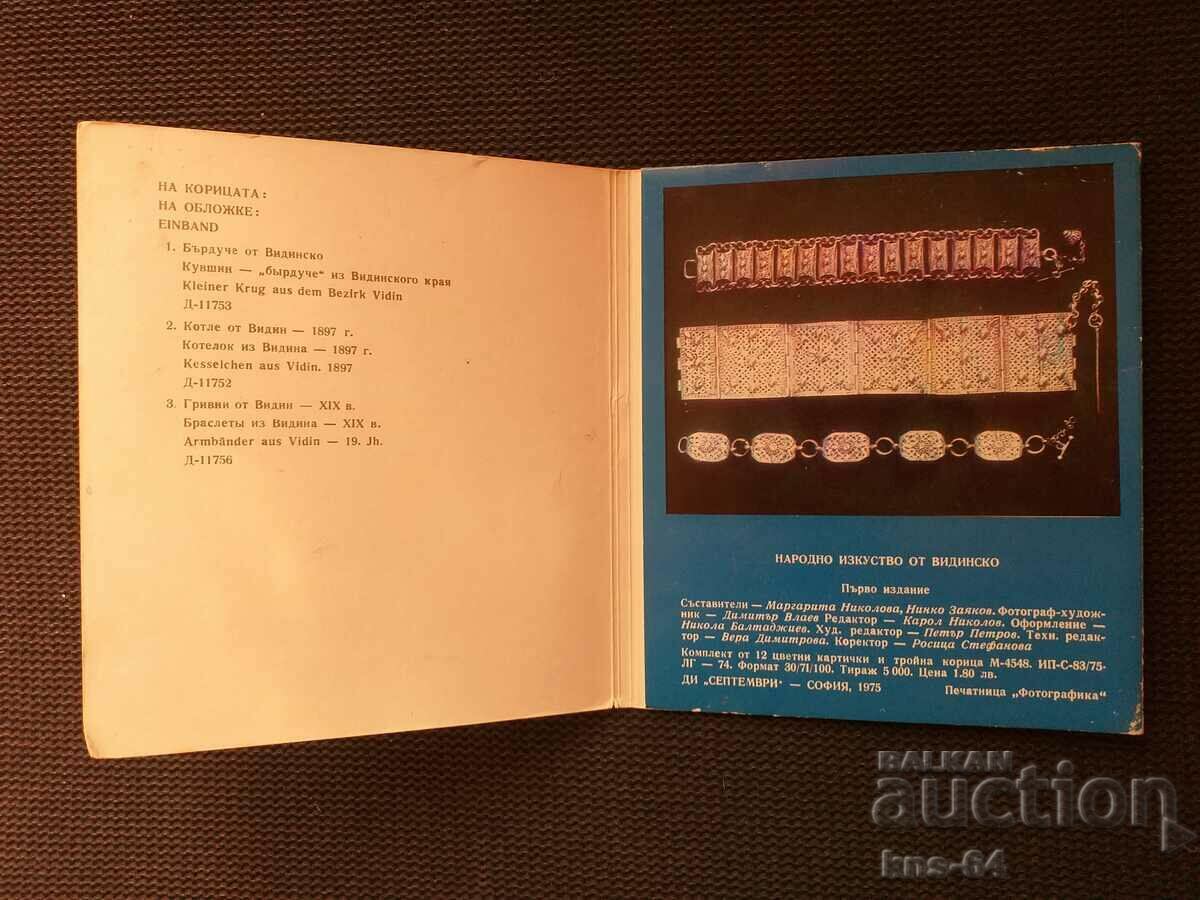 НА КОРИЦАТА:
НА ОБЛОЖКЕ:
EINBAND
1. Бърдуче от Видинско
Кувшин — „бырдуче“ из Видинского края
Kleiner Krug aus dem Bezirk Vidin
Д-11753
2. Котле от Видин — 1897 г.
Котелок из Видина — 1897 г.
Kesselchen aus Vidin. 1897
Д-11752
3. Гривни от Видин — XIX в.
Браслеты из Видина — XIX в.
Armbänder aus Vidin — 19. Jh.
Д-11756
НАРОДНО ИЗКУСТВО ОТ ВИДИНСКО
Първо издание
Съставители — Маргарита Николова, Нинко Заяков. Фотограф-худож-
ник — Димитър Влаев Редактор — Карол Николов. Оформление —
Никола Балтаджиев. Худ. редактор — Петър Петров. Техн. редак-
тор — Вера Димитрова. Коректор — Росица Стефанова
Комплект от 12 цветни картички и тройна корица М-4548. ИП-С-83/75-
ЛГ — 74. Формат 30/71/100. Тираж 5 000. Цена 1.80 лв.
ДИ „СЕПТЕМВРИ“ — СОФИЯ, 1975 Печатница „Фотографика“
BALKAN
auction
kns-64